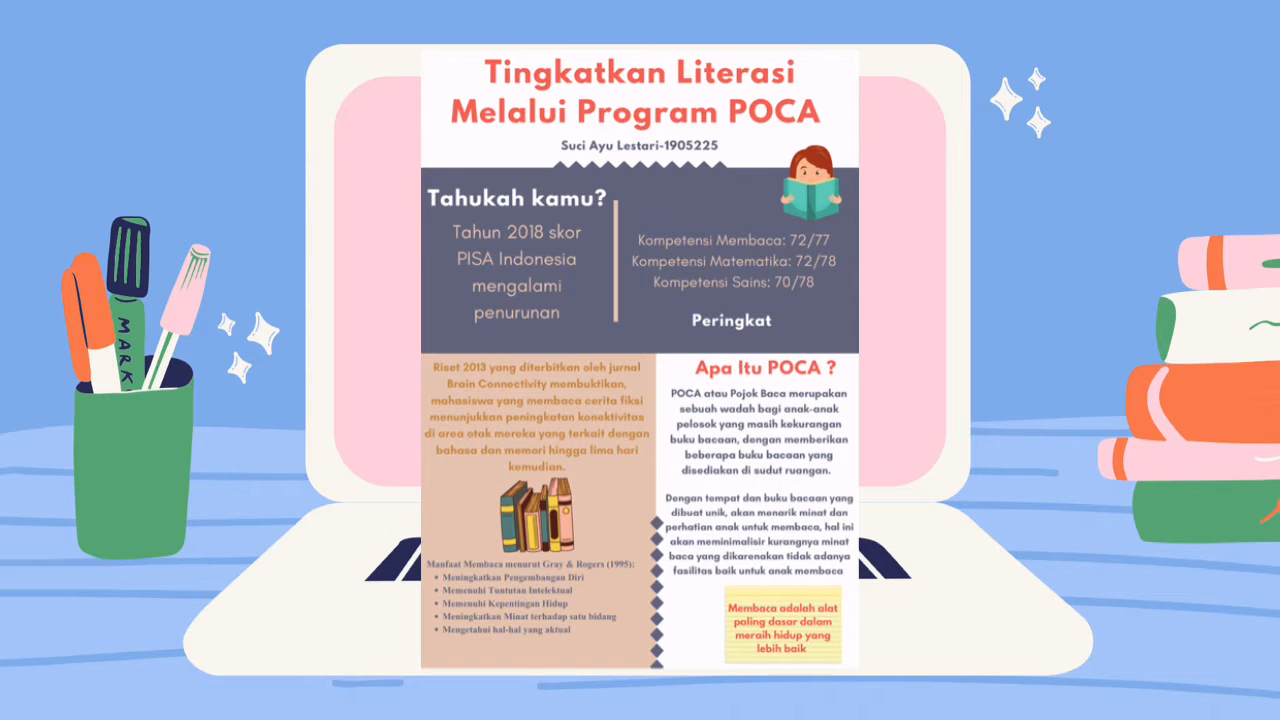 Tingkatkan Literasi
Melalui Program POCA
Suci Ayu Lestari-1905225
Tahukah kamu?
Tahun 2018 skor
PISA Indonesia
mengalami
penurunan
Kompetensi Membaca: 72/77
Kompetensi Matematika: 72/78
Kompetensi Sains: 70/78
Peringkat
Riset 2013 yang diterbitkan oleh jurnal
Brain Connectivity membuktikan,
mahasiswa yang membaca cerita fiksi
menunjukkan peningkatan konektivitas
di area otak mereka yang terkait dengan
bahasa dan memori hingga lima hari
kemudian.
Manfaat Membaca menurut Gray & Rogers (1995):
• Meningkatkan Pengembangan Diri
• Memenuhi Tuntutan Intelektual
• Memenuhi Kepentingan Hidup
• Meningkatkan Minat terhadap satu bidang
• Mengetahui hal-hal yang aktual
Apa Itu POCA ?
POCA atau Pojok Baca merupakan
sebuah wadah bagi anak-anak
pelosok yang masih kekurangan
buku bacaan, dengan memberikan
beberapa buku bacaan yang
disediakan di sudut ruangan.
Dengan tempat dan buku bacaan yang
dibuat unik, akan menarik minat dan
perhatian anak untuk membaca, hal ini
akan meminimalisir kurangnya minat
baca yang dikarenakan tidak adanya
fasilitas baik untuk anak membaca
Membaca adalah alat
paling dasar dalam
meraih hidup yang
lebih baik
MARK